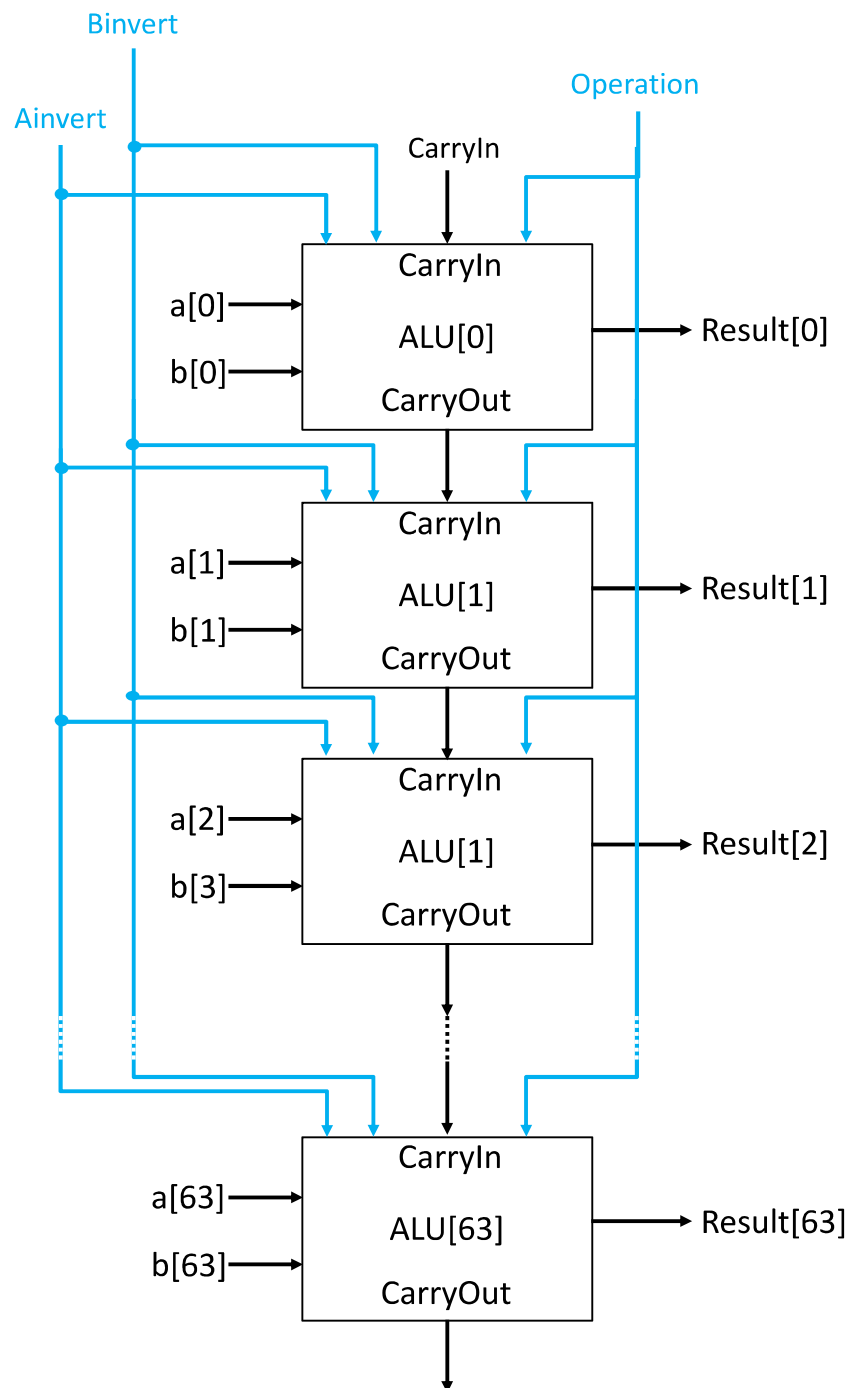 Binvert
Operation
Ainvert
CarryIn
CarryIn
a[0]
ALU[0]
Result[0]
b[0]
CarryOut
CarryIn
a[1]
ALU[1]
Result[1]
b[1]
CarryOut
CarryIn
a[2]
ALU[1]
Result[2]
b[3]
CarryOut
CarryIn
a[63]
ALU[63]
Result[63]
b[63]
CarryOut